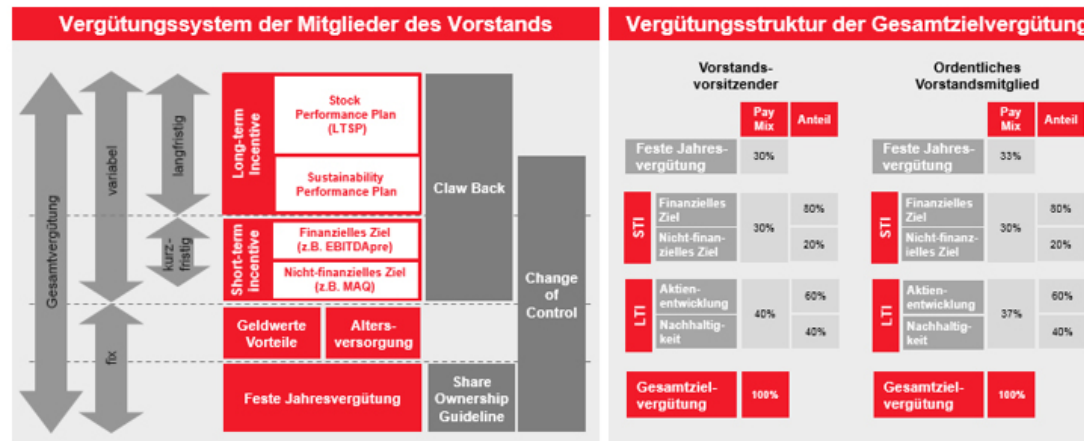 Vergütungssystem der Mitglieder des Vorstands
Gesamtvergütung
variabel
langfristig
kurz-
fristig
fix
Long-term
Incentive
Stock
Performance Plan
(LTSP)
Sustainability
Performance Plan
Short-term
incentive
Finanzielles Ziel
(z.B. EBITDApre)
Nicht-finanzielles Ziel
(z.B. MAQ)
Geldwerte
Vorteile
Alters-
versorgung
Feste Jahresvergütung
Claw Back
Share
Ownership
Guideline
Change
of
Control
Vergütungsstruktur der Gesamtzielvergütung
Vorstands-
vorsitzender
Pay
Mix
Anteil
Feste Jahres-
vergütung
30%
STI
Finanzielles
Ziel
Nicht-finan-
zielles Ziel
30%
80%
20%
LTI
Aktien-
entwicklung
Nachhaltig-
keit
40%
60%
40%
Gesamtziel-
vergütung
100%
Ordentliches
Vorstandsmitglied
Pay
Mix
Anteil
Feste Jahres-
vergütung
33%
STI
Finanzielles
Ziel
Nicht-finanz-
ielles Ziel
30%
80%
20%
LTI
Aktien-
entwicklung
Nachhaltig-
keit
37%
60%
40%
Gesamtziel-
vergütung
100%